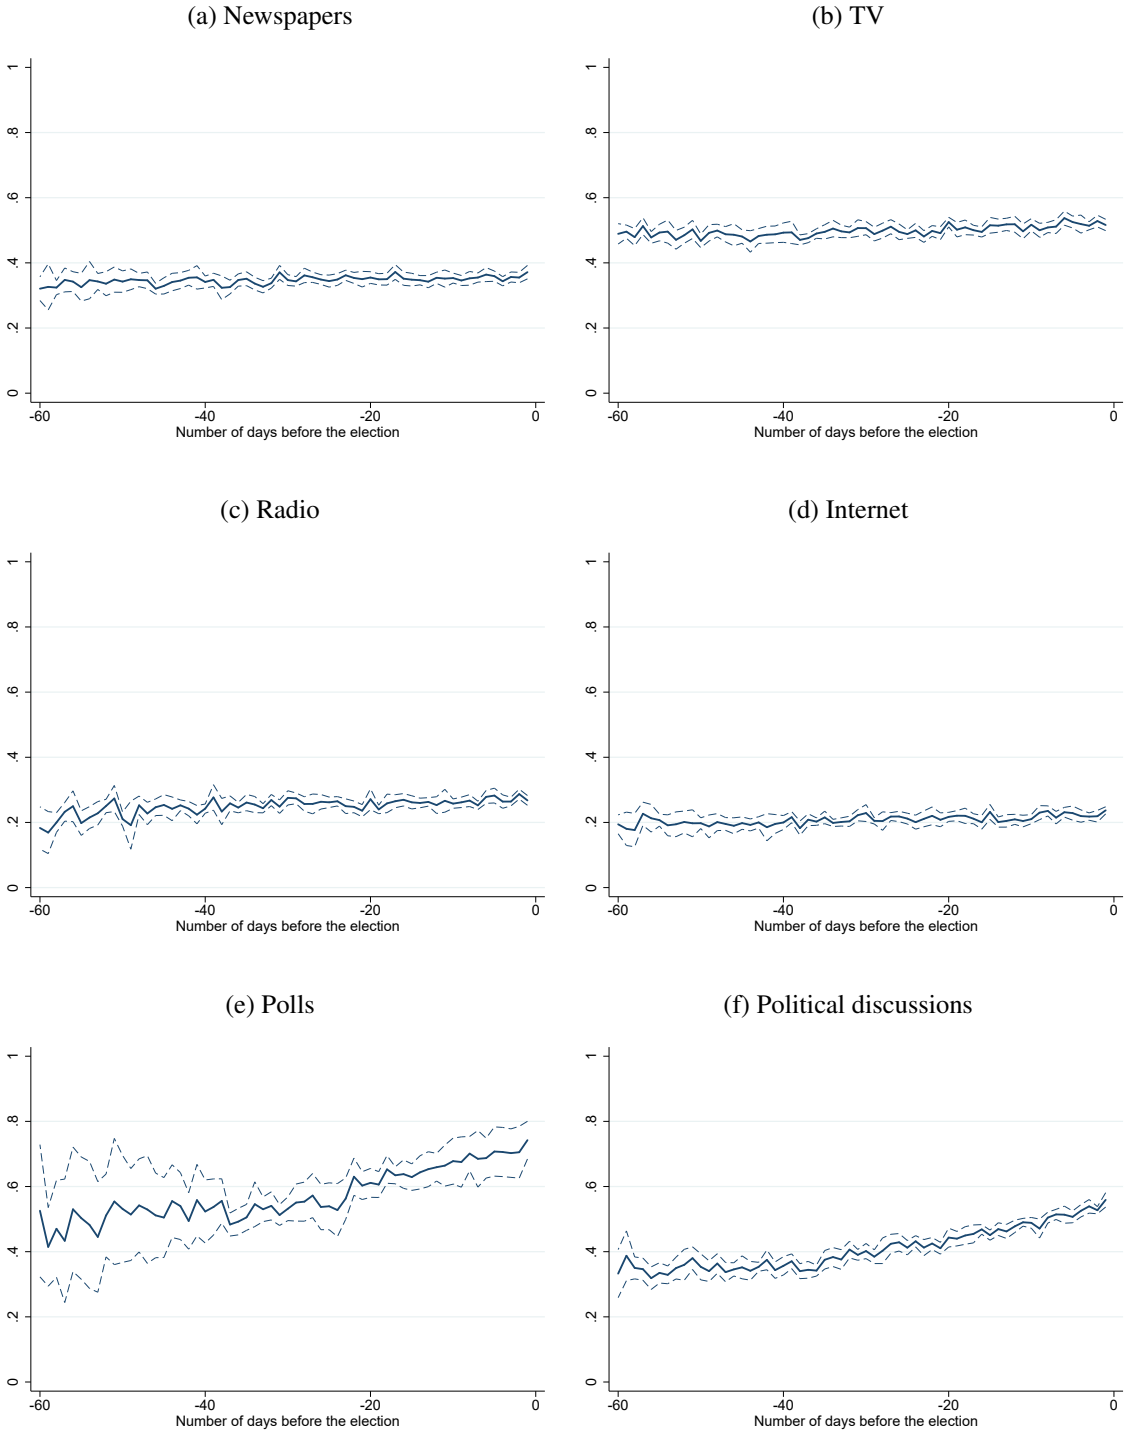 (a) Newspapers
(b) TV
1
.8
.6
.4
.2
0
-60 -40 -20 0
Number of days before the election
1
.8
.6
.4
.2
0
-60 -40 -20 0
Number of days before the election
(c) Radio
(d) Internet
1
.8
.6
.4
.2
0
-60 -40 -20 0
Number of days before the election
1
.8
.6
.4
.2
0
-60 -40 -20 0
Number of days before the election
(e) Polls
(f) Political discussions
1
.8
.6
.4
.2
0
-60 -40 -20 0
Number of days before the election
1
.8
.6
.4
.2
0
-60 -40 -20 0
Number of days before the election